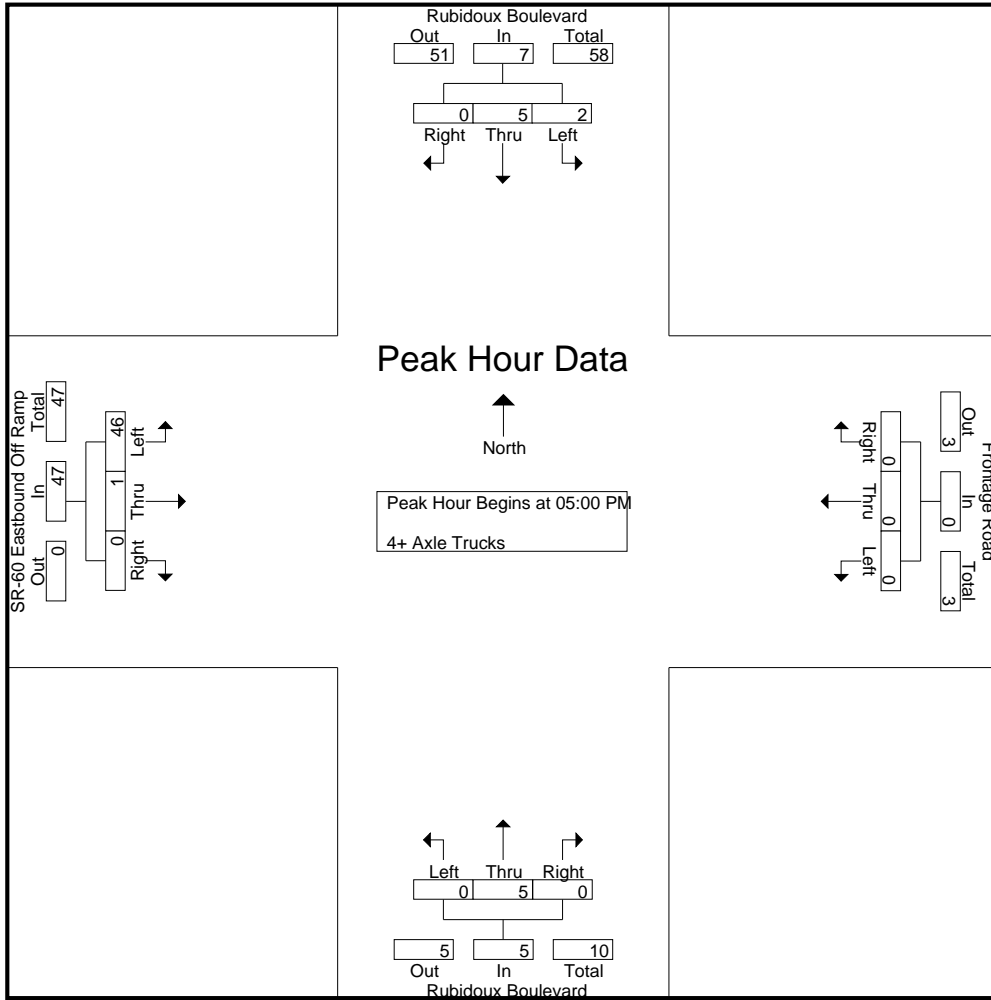 Rubidoux Boulevard
Out In Total
51 7 58
0 5 2
Right Thru Left
Peak Hour Data
North
Peak Hour Begins at 05:00 PM
4+ Axle Trucks
SR-60 Eastbound Off Ramp
Total In Out
47 47 0
46 1 0
Left Thru Right
Frontage Road
Out In Total
3 0 3
0 0 0
Right Thru Left
Left Thru Right
0 5 0
5 5 10
Out In Total
Rubidoux Boulevard